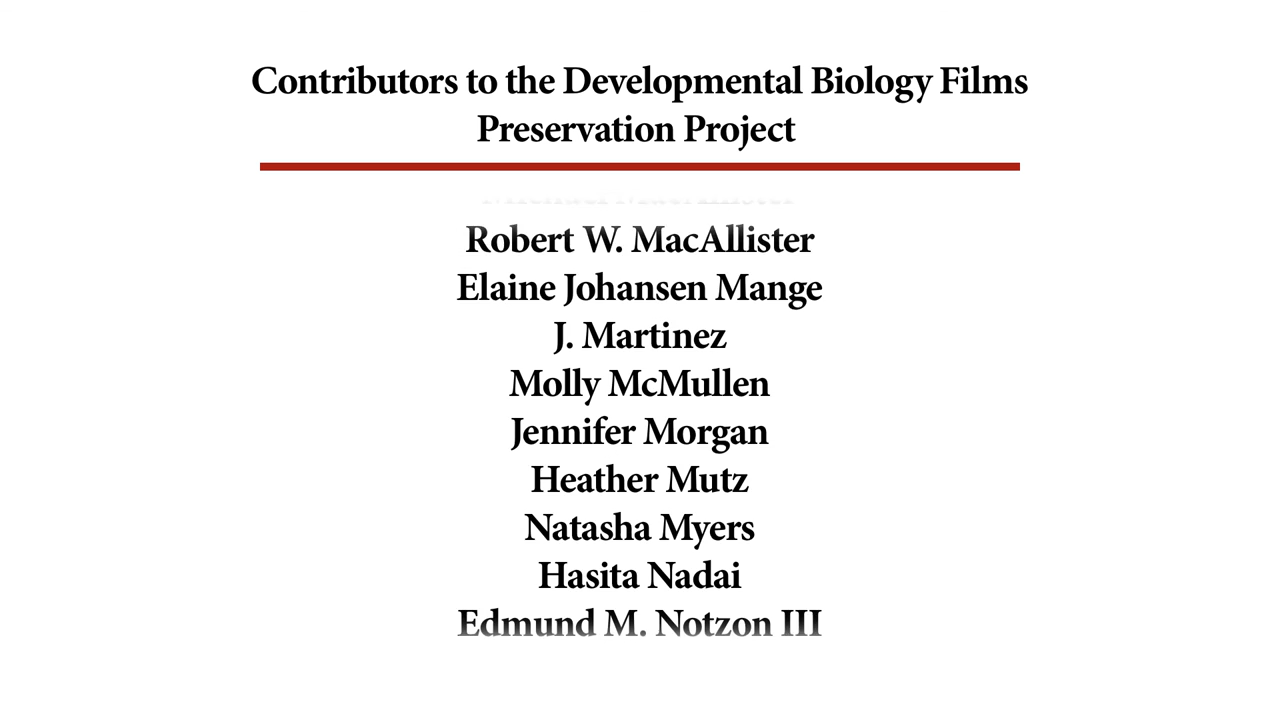 Contributors to the Developmental Biology Films
Preservation Project
Robert W. MacAllister
Elaine Johansen Mange
J. Martinez
Molly McMullen
Jennifer Morgan
Heather Mutz
Natasha Myers
Hasita Nadai
Edmund M. Notzon III